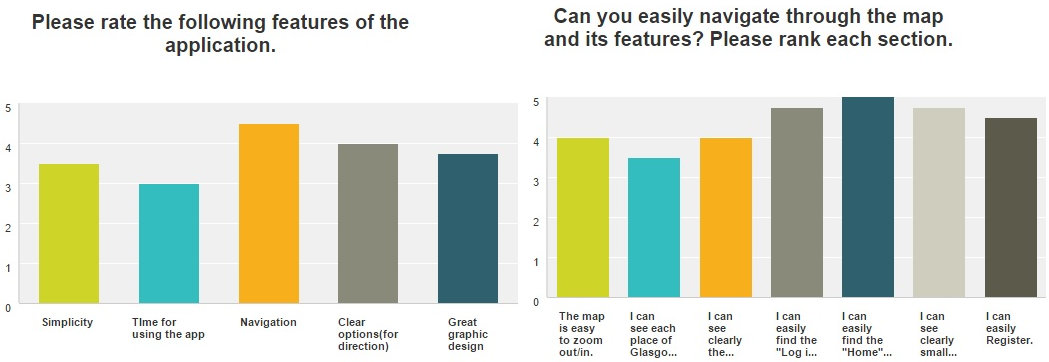 Please rate the following features of the
application.
5
4
3
2
1
0
Simplicity
TIme for
using the app
Navigation
Clear
options(for
direction)
Great
graphic
design
Can you easily navigate through the map
and its features? Please rank each section.
5
4
3
2
1
0
The map
is easy
to zoom
out/in.
I can
see each
place of
Glasgo...
I can
see
clearly
the...
I can
easily
find the
"Log i...
I can
easily
find the
"Home"...
I can
see
clearly
small...
I can
easily
Register.